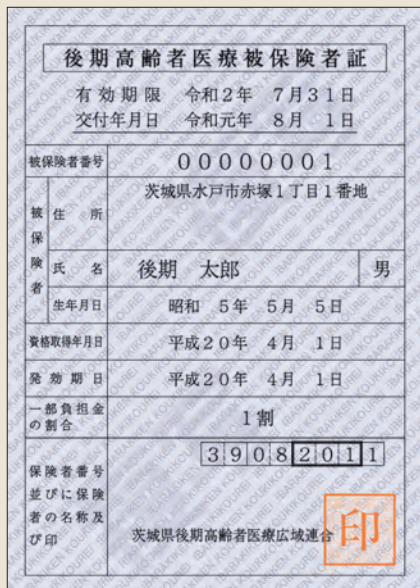 後期高齢者医療被保険者証
有効期限 令和2年 7月31日
交付年月日 令和元年 8月 1日
被保険者番号 00000001
被保険者
住所 茨城県水戸市赤塚1丁目1番地
氏名 後期 太郎 男
生年月日 昭和 5年 5月 5日
資格取得年月日 平成20年 4月 1日
発効期日 平成20年 4月 1日
一部負担金
の割合 1割
保険者番号
並びに保険
者の名称及
び印
39082011
茨城県後期高齢者医療広域連合
印